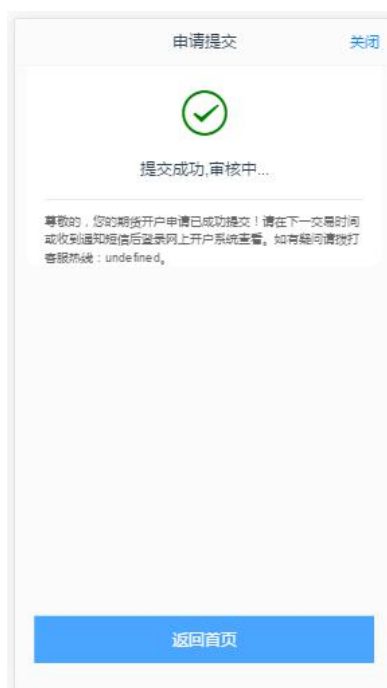 申请提交
关闭
提交成功,审核中...
尊敬的，您的期货开户申请已成功提交！请在下一交易时间
或收到通知短信后登录网上开户系统查看。如有疑问请拨打
客服热线：undefined。
返回首页